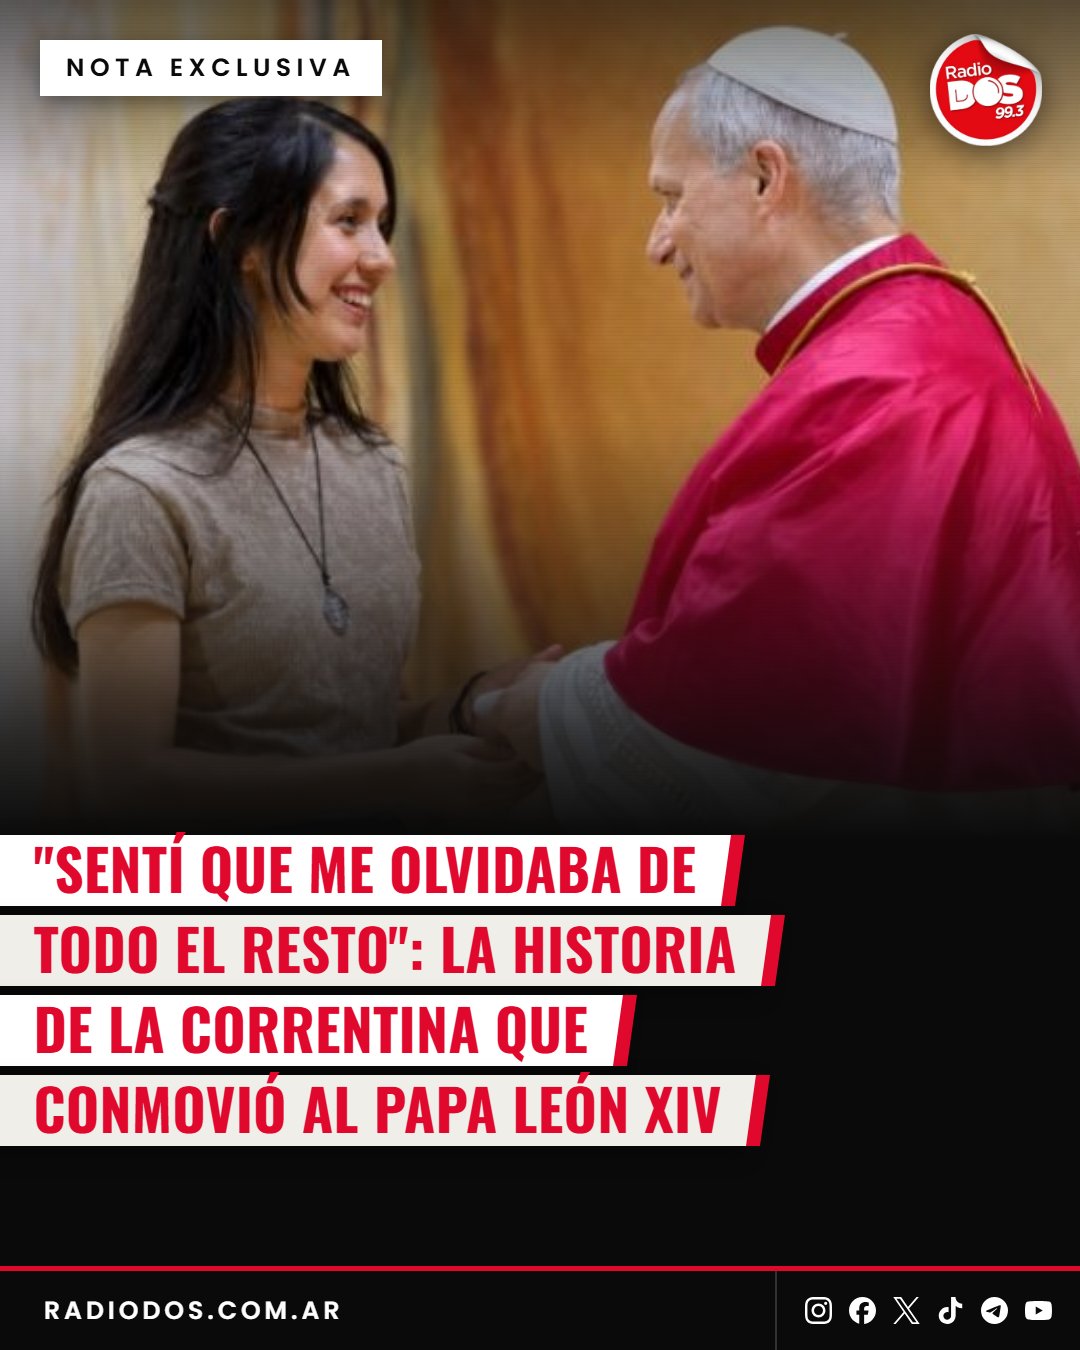 NOTA EXCLUSIVA
Radio
DOS
99.3
"SENTÍ QUE ME OLVIDABA DE
TODO EL RESTO": LA HISTORIA
DE LA CORRENTINA QUE
CONMOVIÓ AL PAPA LEÓN XIV
RADIODOS.COM.AR